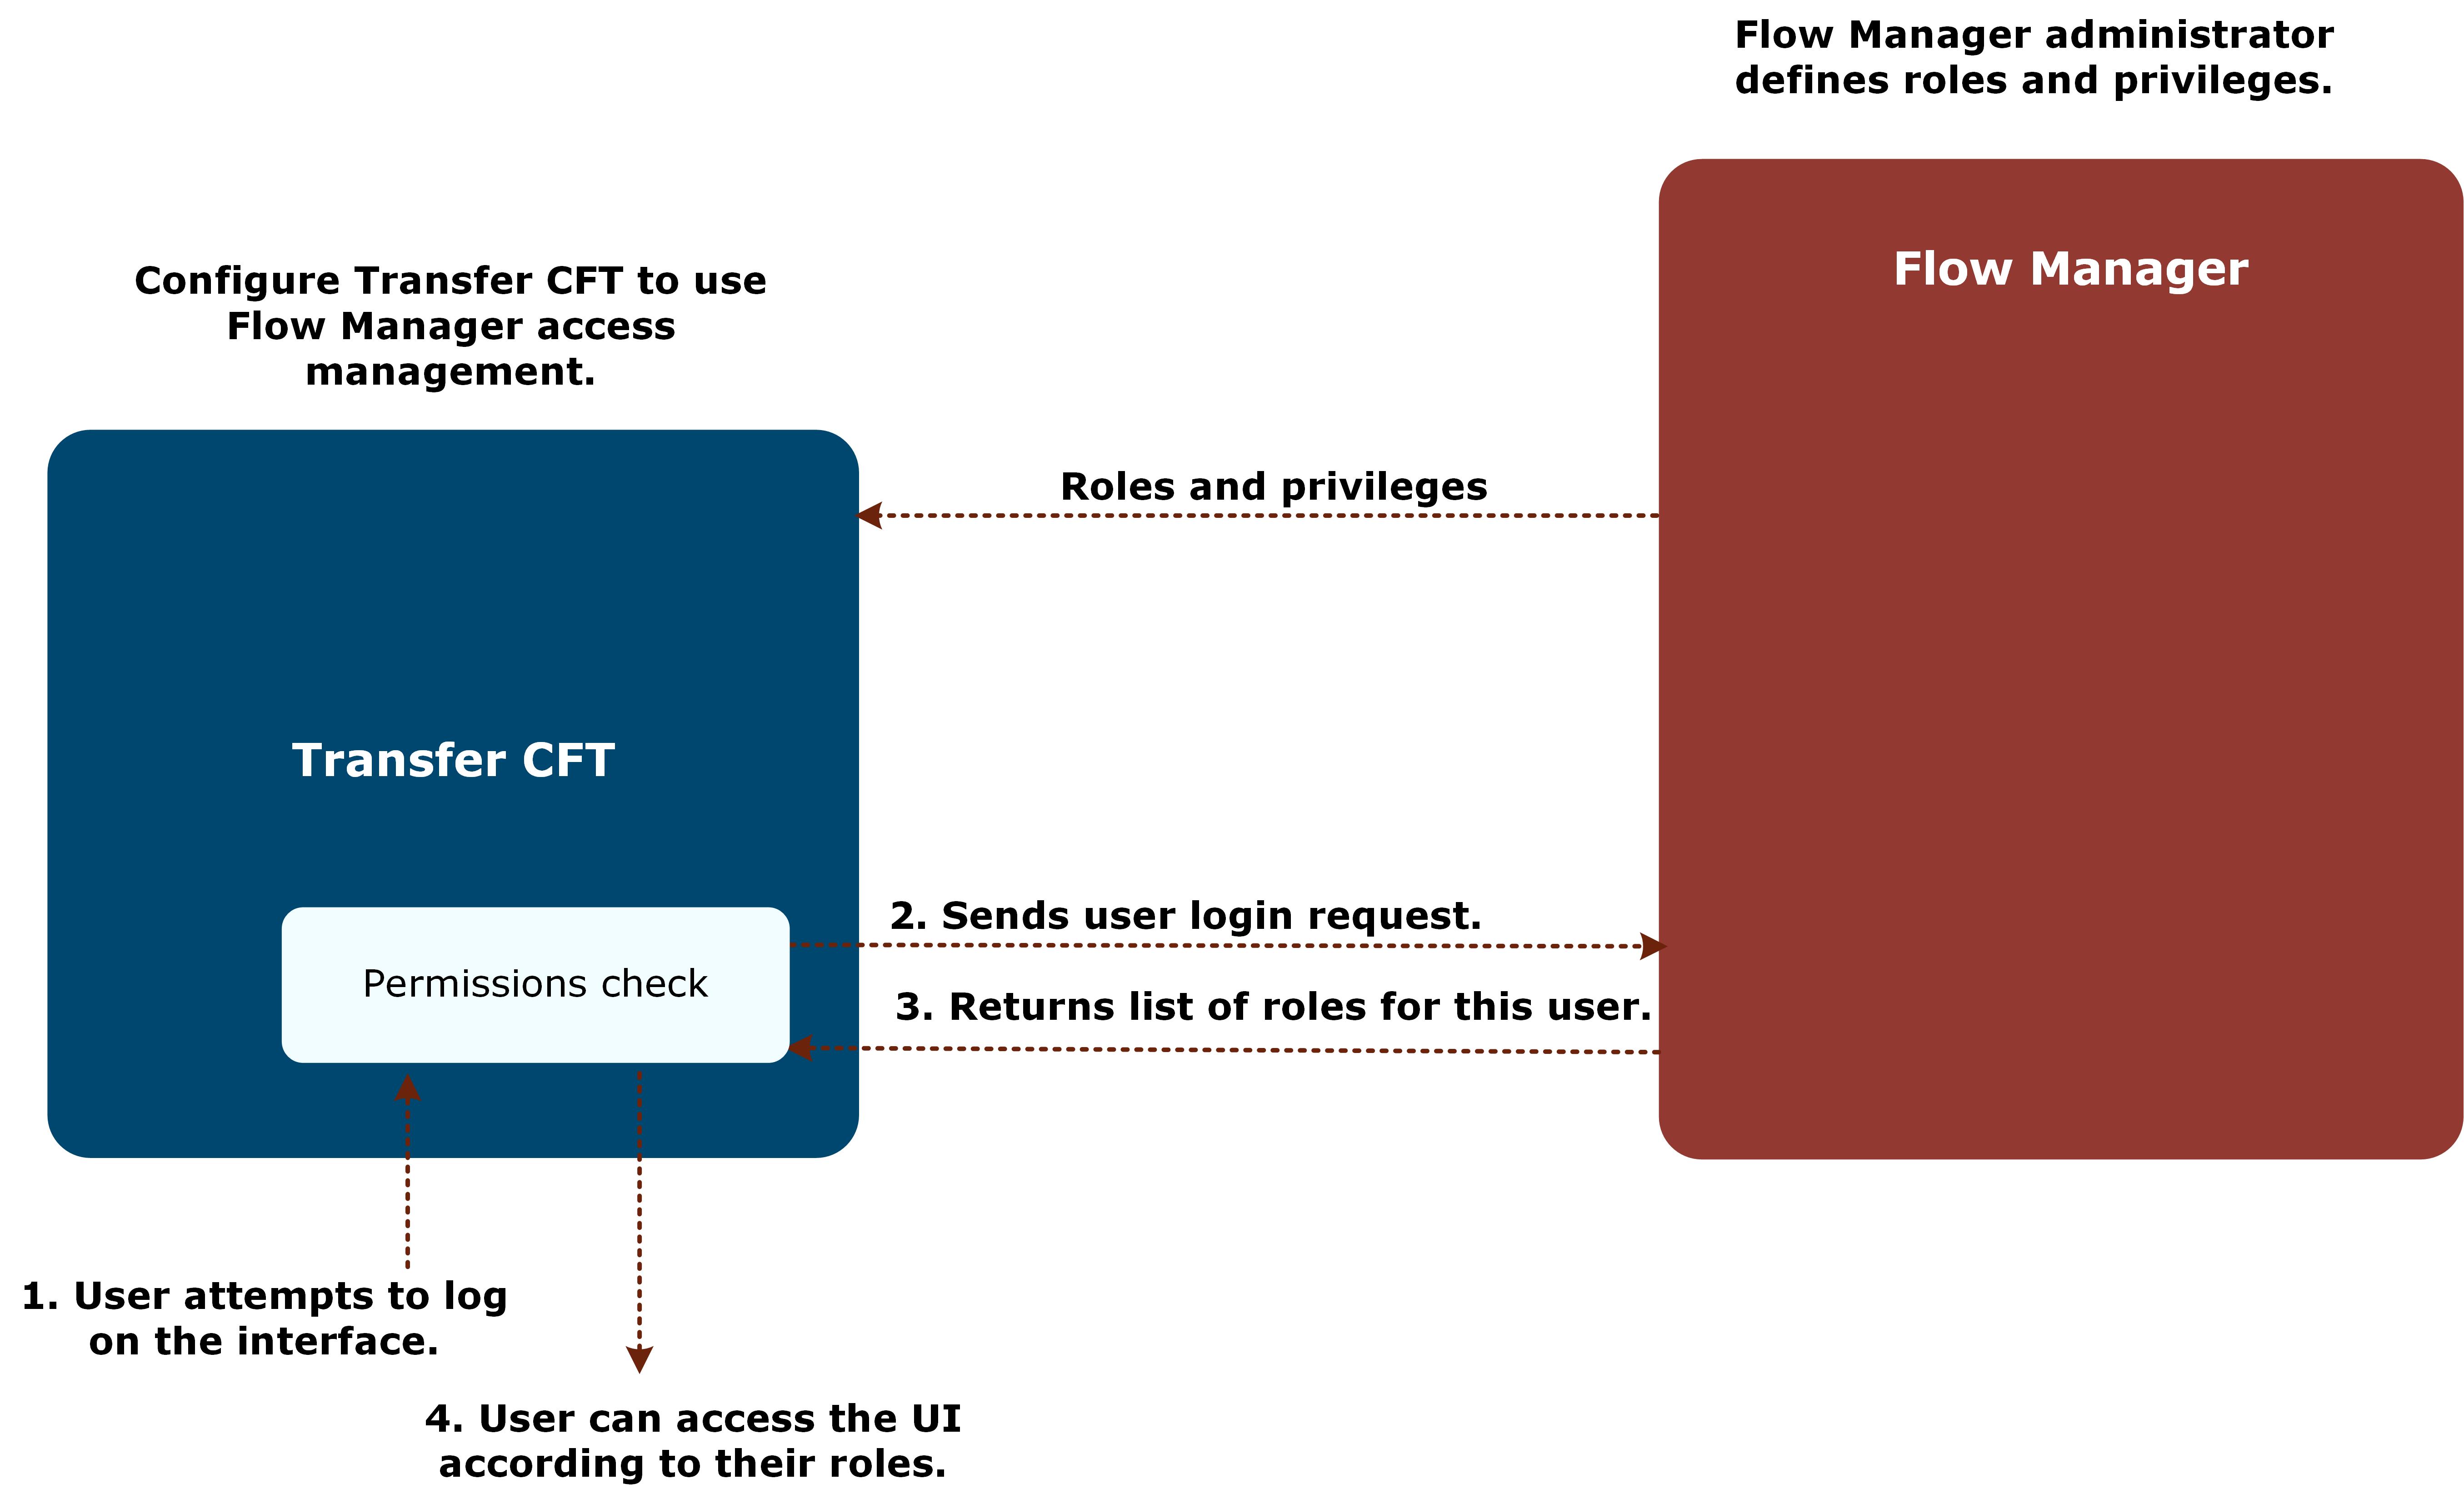 Flow Manager administrator
defines roles and privileges.
Flow Manager
Configure Transfer CFT to use
Flow Manager access
management.
Roles and privileges
Transfer CFT
2. Sends user login request.
Permissions check
3. Returns list of roles for this user.
1. User attempts to log
on the interface.
4. User can access the UI
according to their roles.